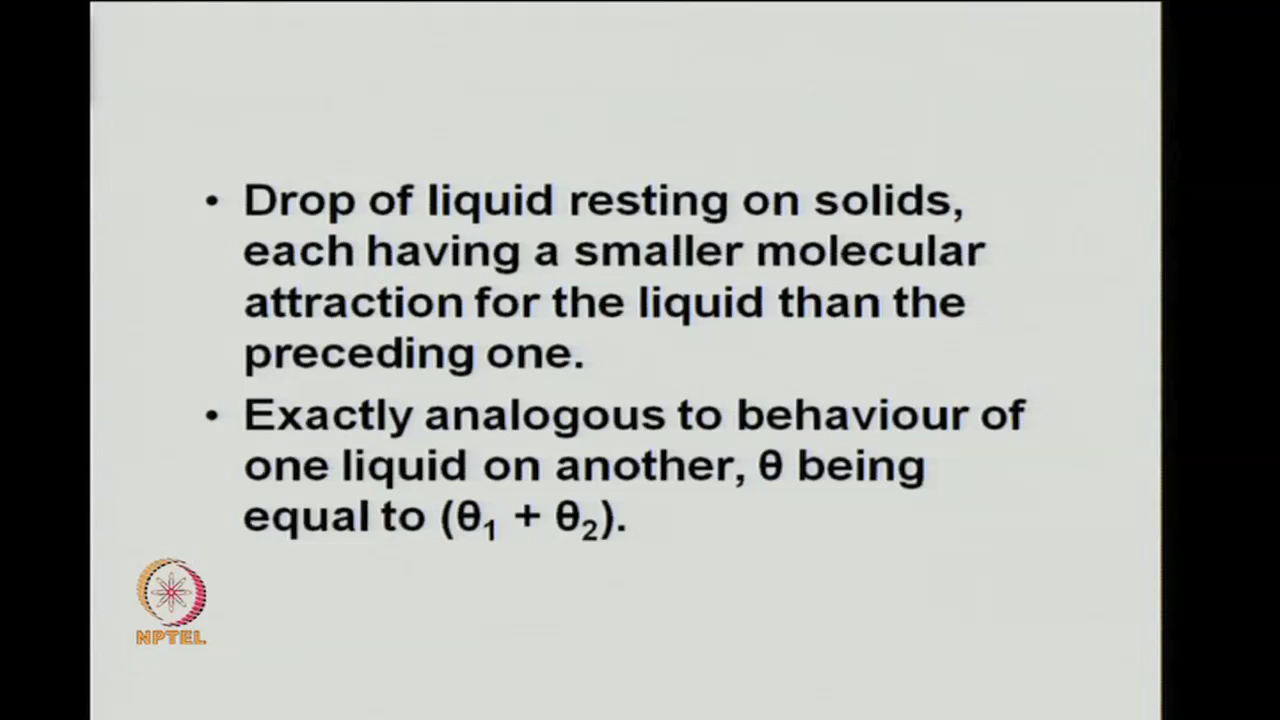 • Drop of liquid resting on solids,
each having a smaller molecular
attraction for the liquid than the
preceding one.
• Exactly analogous to behaviour of
one liquid on another, θ being
equal to (θ₁ + θ₂).
NPTEL